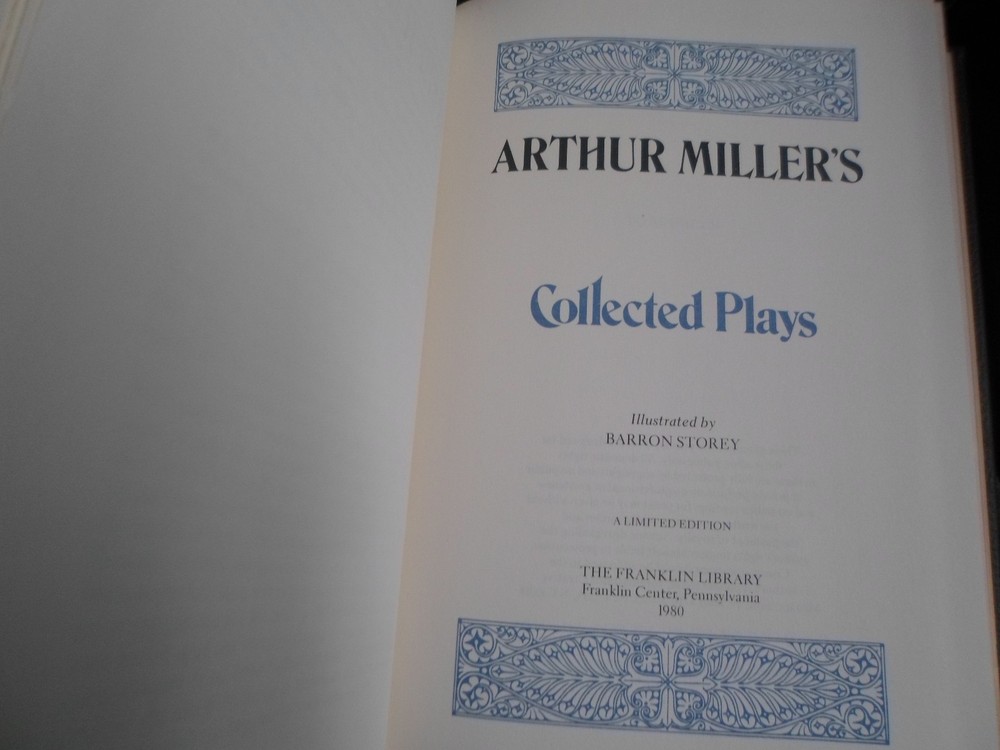 ARTHUR MILLER'S
Collected Plays
Illustrated by
BARRON STOREY
A LIMITED EDITION
THE FRANKLIN LIBRARY
Franklin Center, Pennsylvania
1980